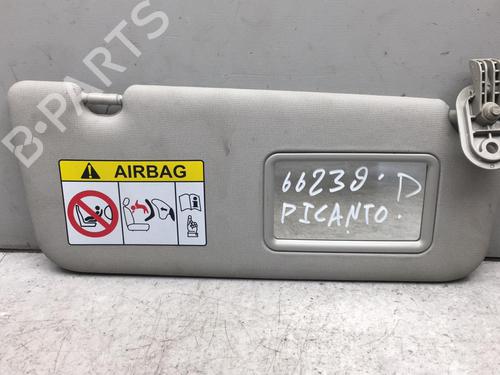 B-PARTS
AIRBAG
66239. D
PICANTO.